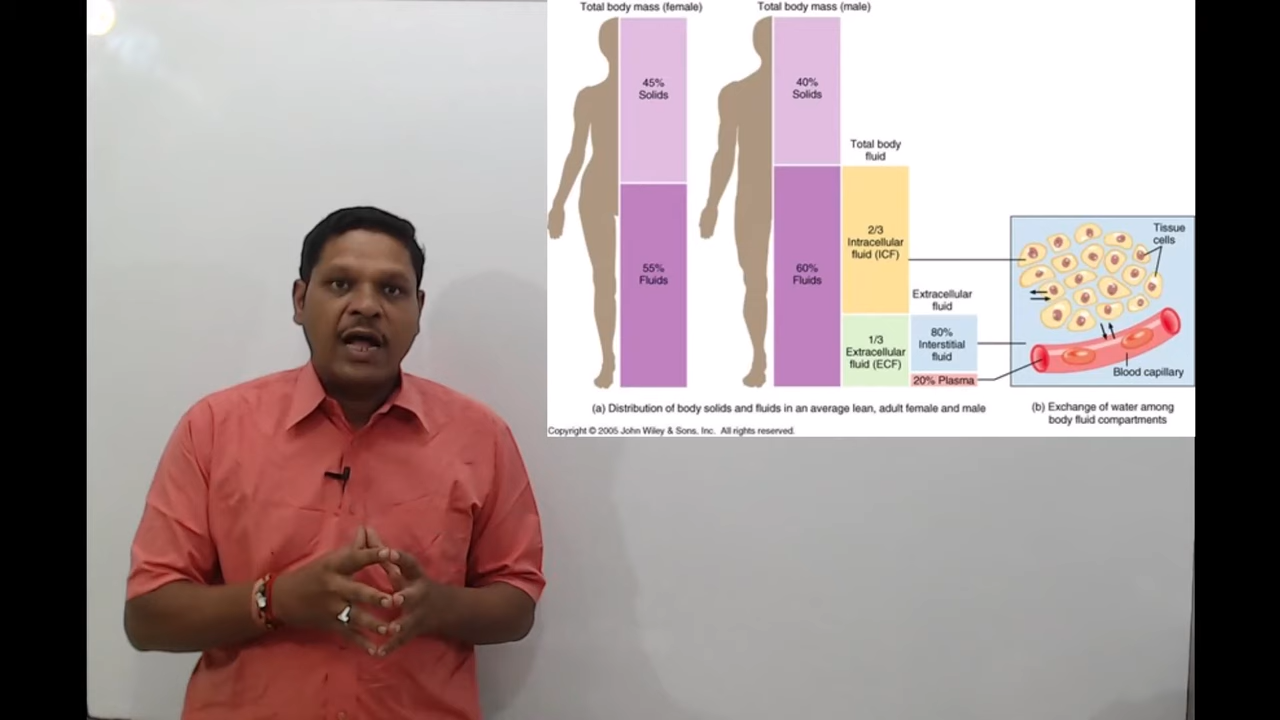 Total body mass (female)
Total body mass (male)
45%
Solids
40%
Solids
Total body
fluid
55%
Fluids
60%
Fluids
2/3
Intracellular
fluid (ICF)
1/3
Extracellular
fluid (ECF)
Extracellular
fluid
80%
Interstitial
fluid
20% Plasma
Tissue
cells
Blood capillary
(a) Distribution of body solids and fluids in an average lean, adult female and male
(b) Exchange of water among
body fluid compartments
Copyright © 2005 John Wiley & Sons, Inc. All rights reserved.